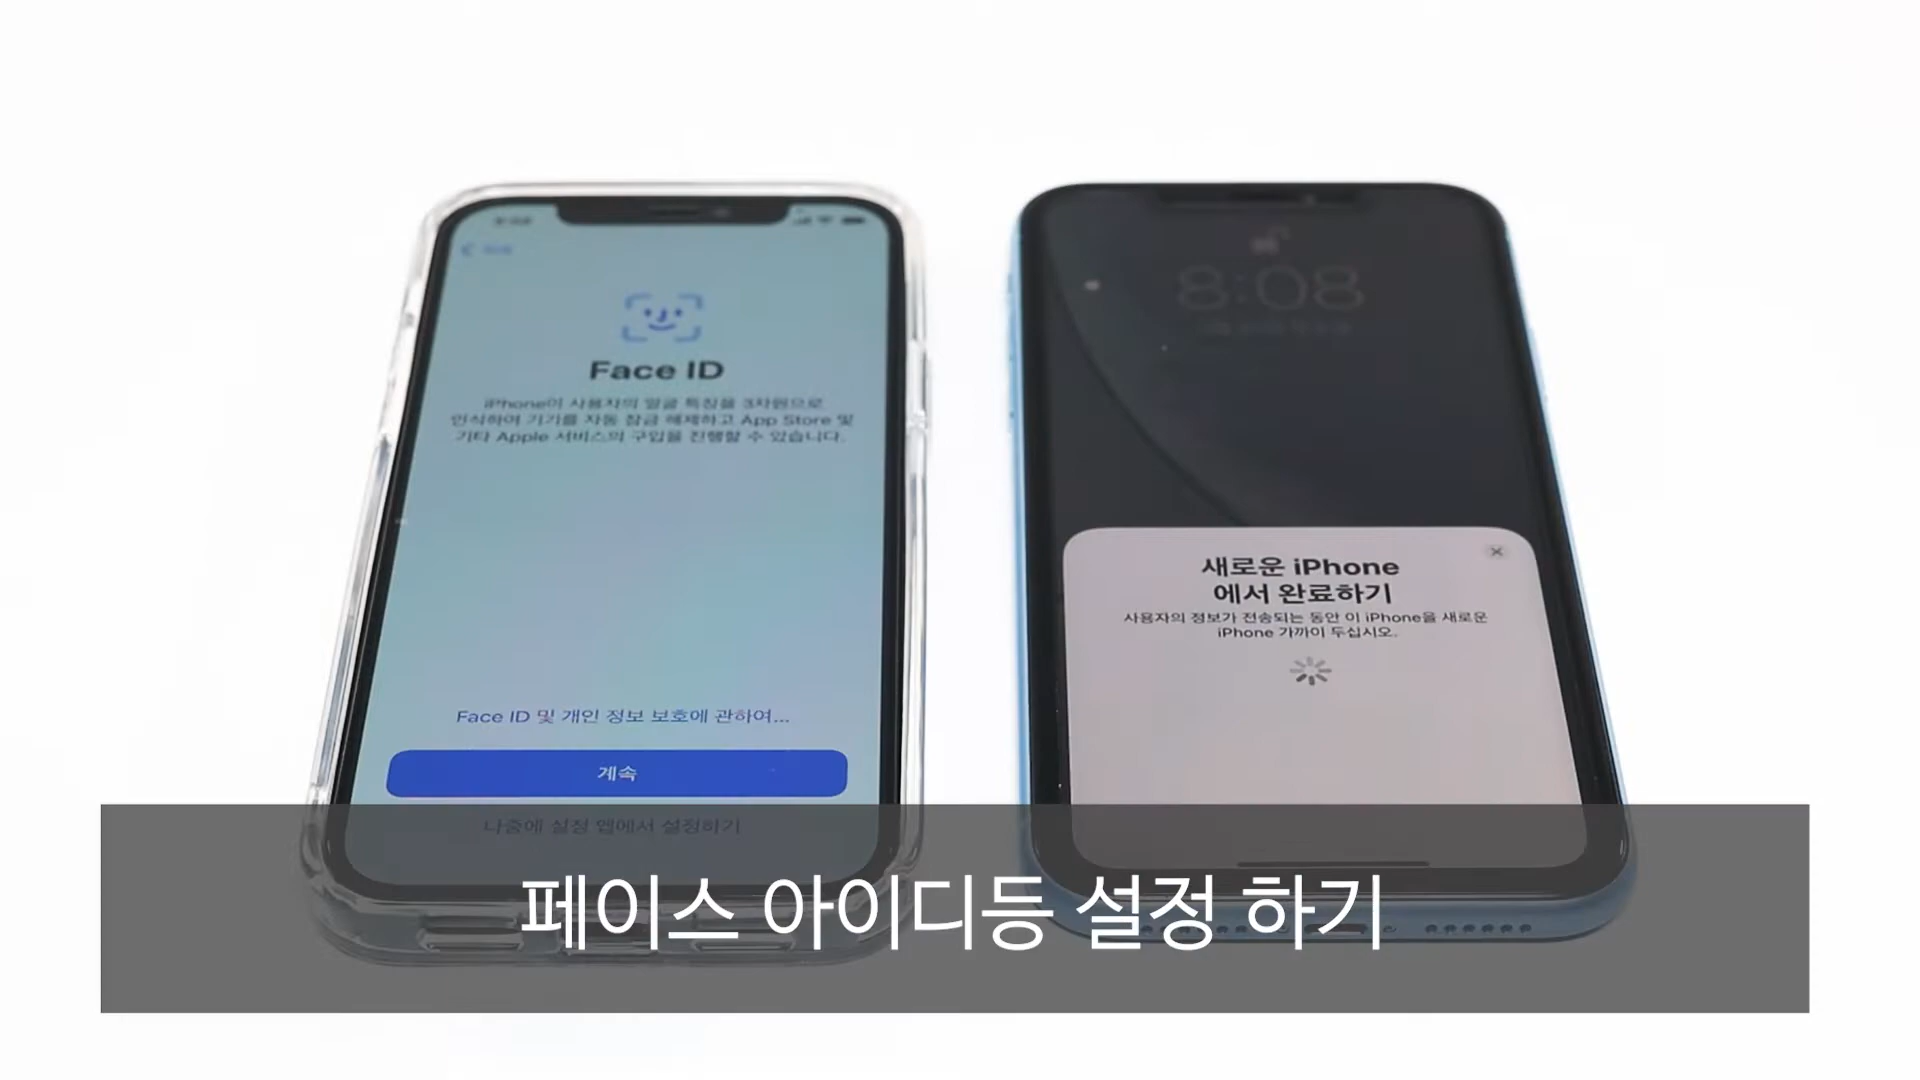 Face ID
iPhone이 사용자의 얼굴 특징을 3차원으로
인식하여 기기를 자동 잠금 해제하고 App Store 및
기타 Apple 서비스의 구입을 진행할 수 있습니다.
Face ID 및 개인 정보 보호에 관하여...
계속
나중에 설정 앱에서 설정하기
8:08
새로운 iPhone
에서 완료하기
사용자의 정보가 전송되는 동안 이 iPhone을 새로운
iPhone 가까이 두십시오.
페이스 아이디등 설정 하기